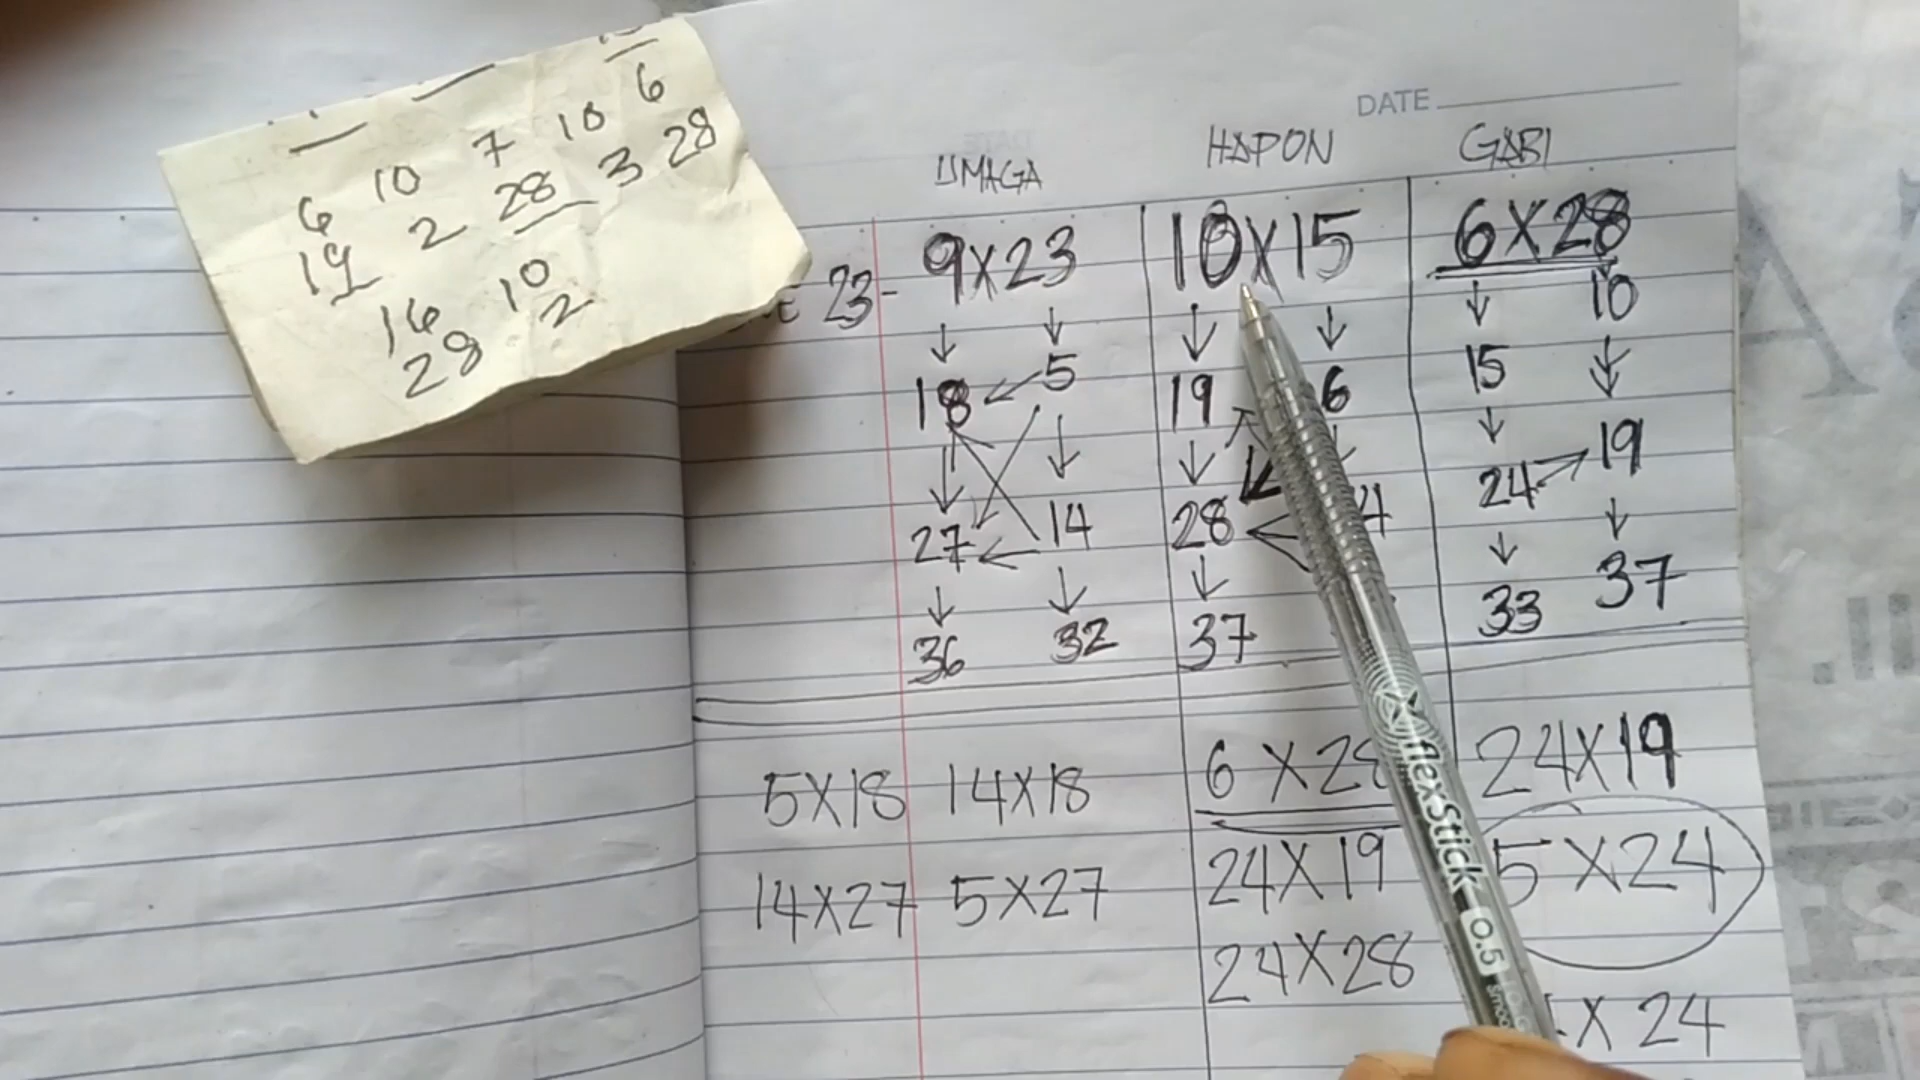 6 10 7 10 6
19 2 28 3 28
16 10
28 2
DATE
UMAGA HAPON GABI
23- 9X23 10X15 6X28
10
18 5 19 6 15
24 19
27 14 28
33 37
36 32 37
5X18 14X18 6X28 24X19
14X27 5X27 24X19 5X24
24X28
X 24
flexstick 0.5